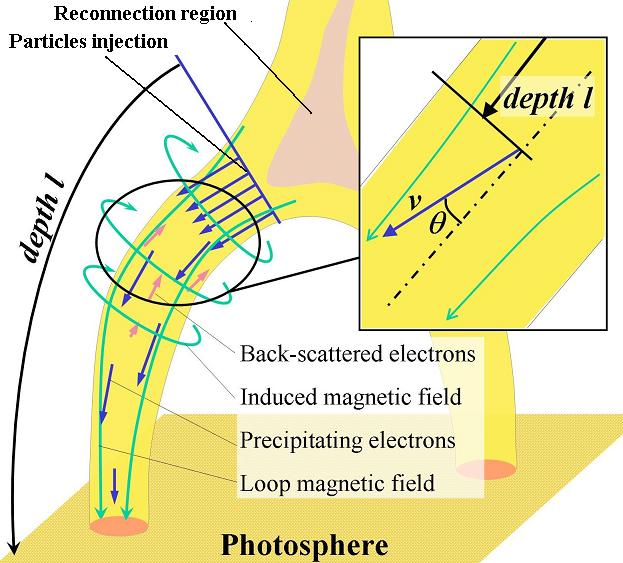 Reconnection region
Particles injection
depth l
depth l
v
θ
Back-scattered electrons
Induced magnetic field
Precipitating electrons
Loop magnetic field
Photosphere